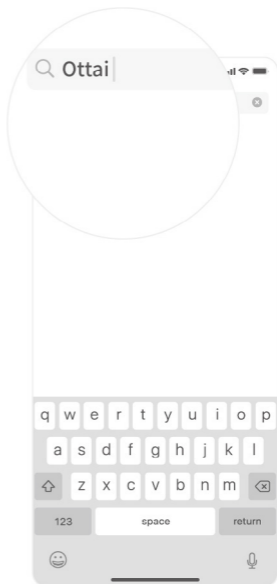 Ottai
q w e r t y u i o p
a s d f g h j k l
z x c v b n m
123 space return